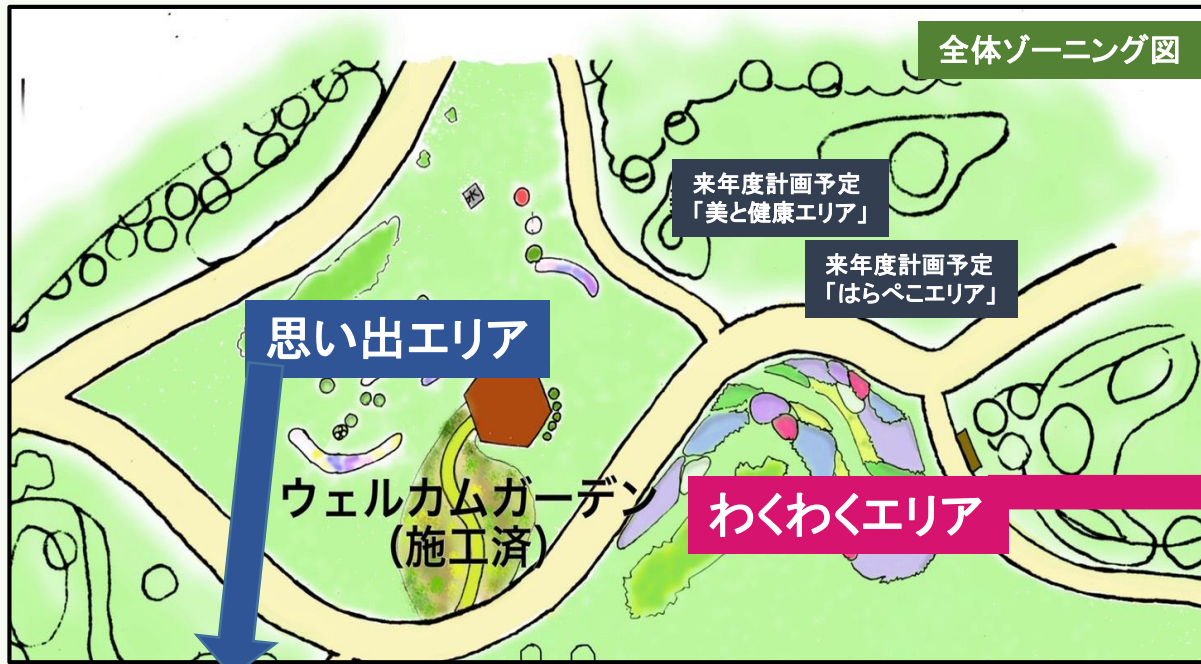 全体ゾーニング図
来年度計画予定
「美と健康エリア」
来年度計画予定
「はらぺこエリア」
水
思い出エリア
ウェルカムガーデン
(施工済)
わくわくエリア